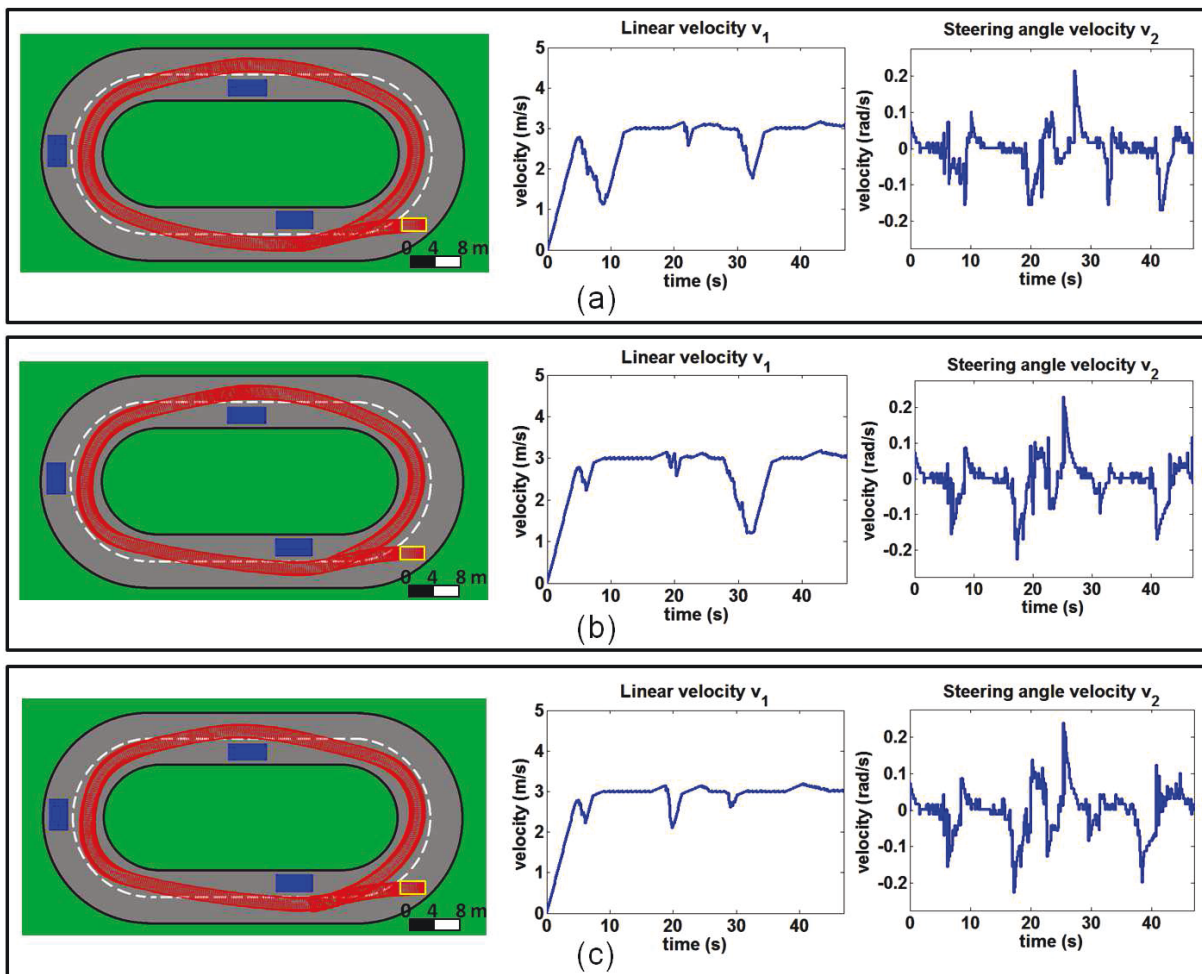 Linear velocity v1
Steering angle velocity v2
velocity (m/s)
5
4
3
2
1
0
0 10 20 30 40
time (s)
velocity (rad/s)
0.2
0.1
0
-0.1
-0.2
0 10 20 30 40
time (s)
0 4 8 m
(a)
Linear velocity v1
Steering angle velocity v2
velocity (m/s)
5
4
3
2
1
0
0 10 20 30 40
time (s)
velocity (rad/s)
0.2
0.1
0
-0.1
-0.2
0 10 20 30 40
time (s)
0 4 8 m
(b)
Linear velocity v1
Steering angle velocity v2
velocity (m/s)
5
4
3
2
1
0
0 10 20 30 40
time (s)
velocity (rad/s)
0.2
0.1
0
-0.1
-0.2
0 10 20 30 40
time (s)
0 4 8 m
(c)